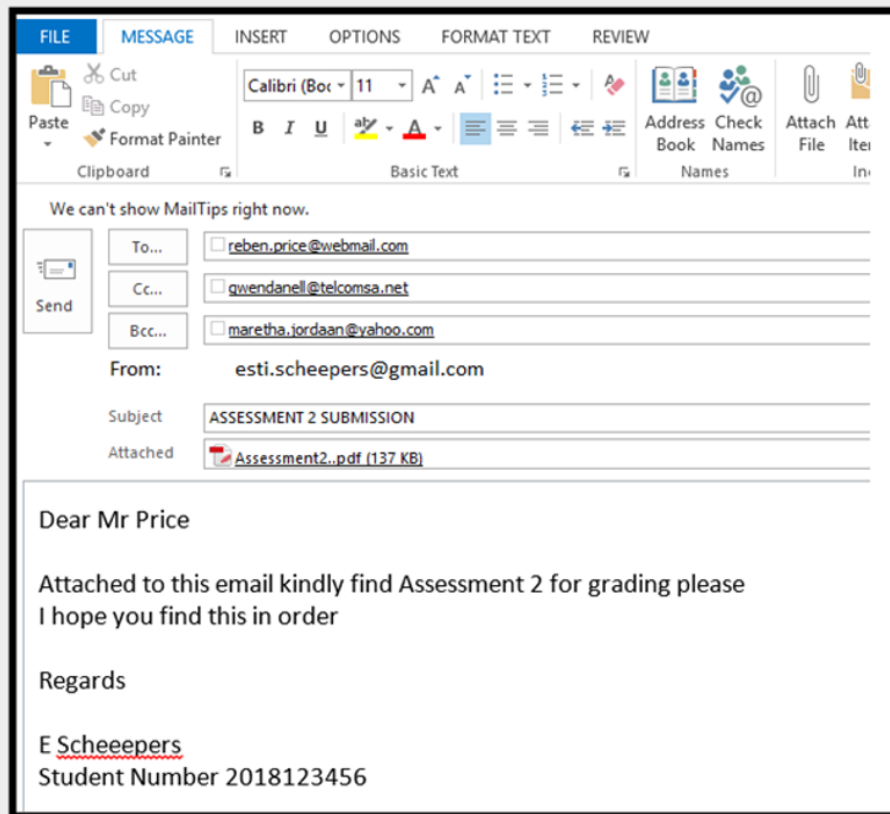 FILE MESSAGE INSERT OPTIONS FORMAT TEXT REVIEW
Cut
Copy
Paste
Format Painter
Clipboard
Calibri (Boc 11 A A
B I U aby A
Basic Text
Address Book
Check Names
Names
Attach File
Att
Iter
In
We can't show MailTips right now.
Send
To... reben.price@webmail.com
Cc... gwendanell@telcomsa.net
Bcc... maretha.jordaan@yahoo.com
From: esti.scheepers@gmail.com
Subject ASSESSMENT 2 SUBMISSION
Attached Assessment2..pdf (137 KB)
Dear Mr Price
Attached to this email kindly find Assessment 2 for grading please
I hope you find this in order
Regards
E Scheeepers
Student Number 2018123456